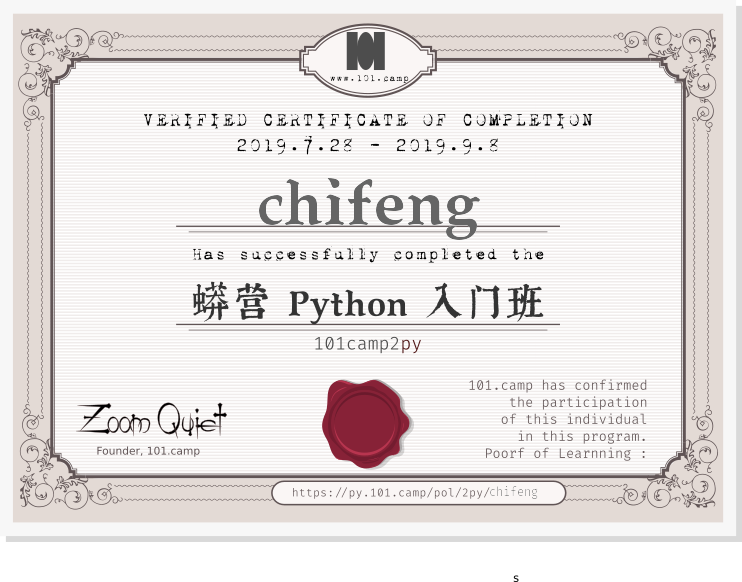 101
www.101.camp
VERIFIED CERTIFICATE OF COMPLETION
2019.7.28 - 2019.9.8
chifeng
Has successfully completed the
蟒营 Python 入门班
101camp2py
101.camp has confirmed
the participation
of this individual
in this program.
Poorf of Learnning :
Zoom Quiet
Founder, 101.camp
https://py.101.camp/pol/2py/chifeng
s